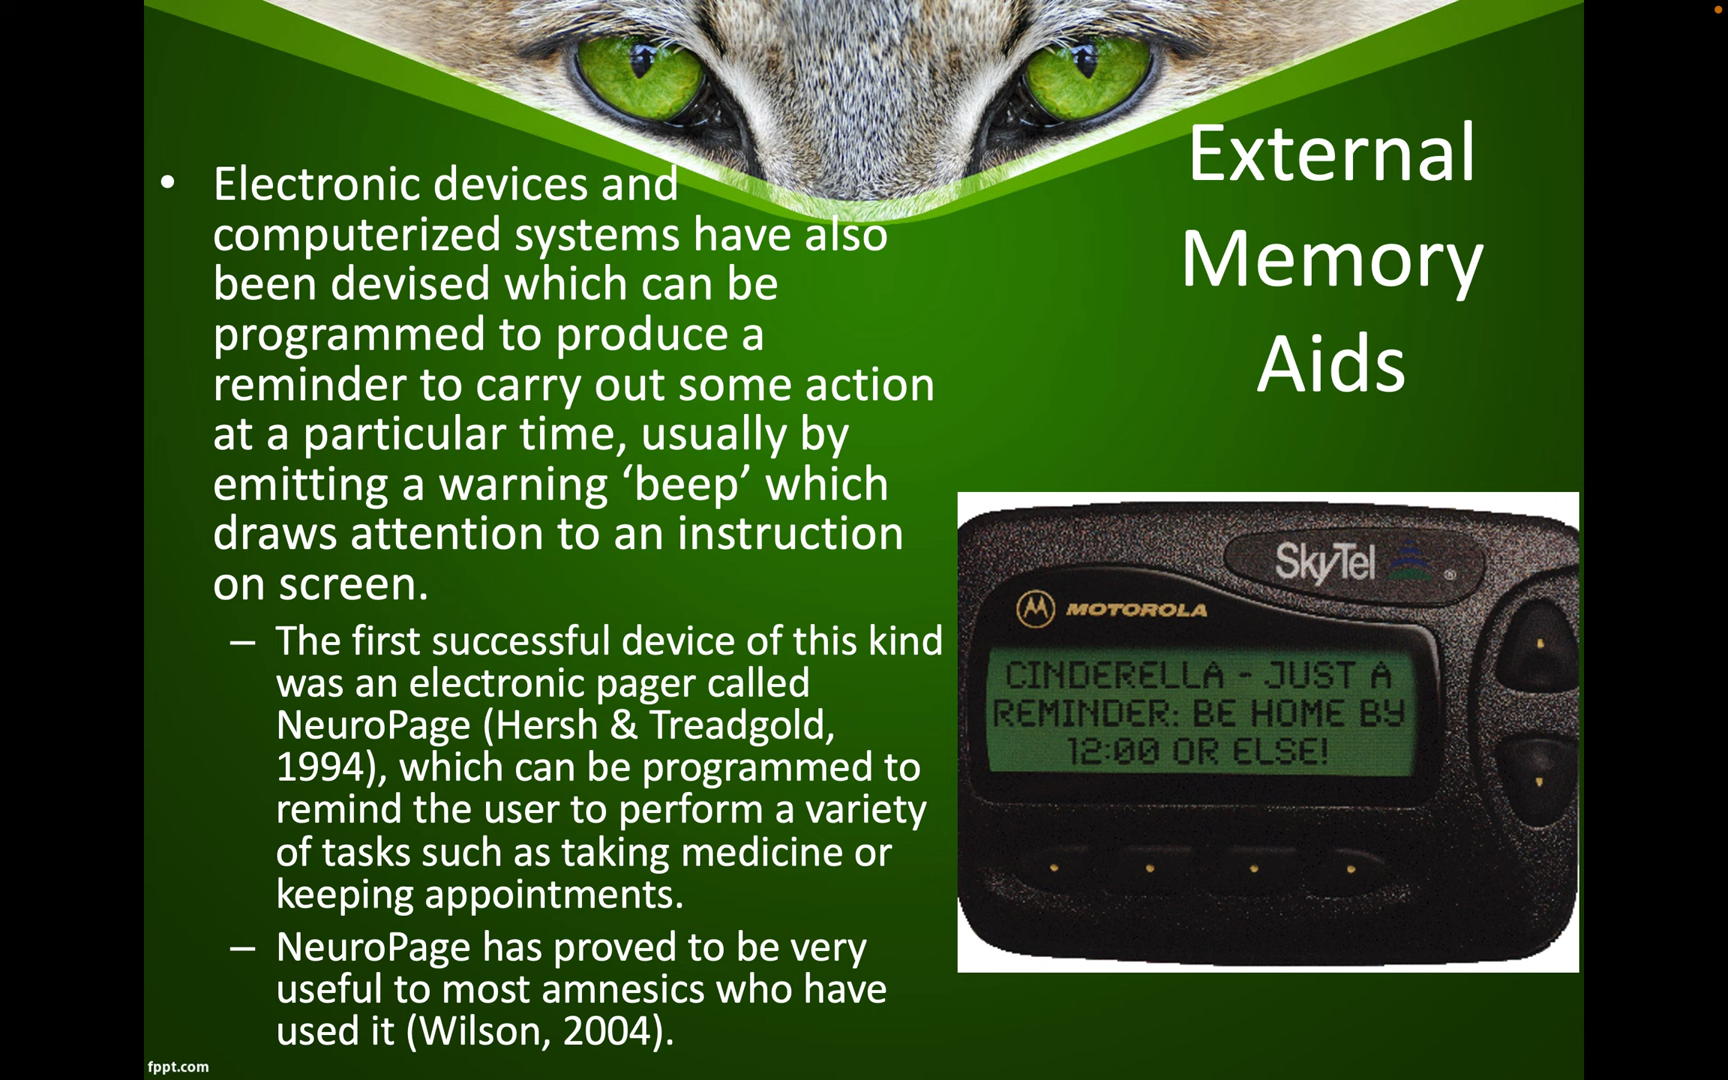 External
Memory
Aids
• Electronic devices and
computerized systems have also
been devised which can be
programmed to produce a
reminder to carry out some action
at a particular time, usually by
emitting a warning ‘beep’ which
draws attention to an instruction
on screen.
– The first successful device of this kind
was an electronic pager called
NeuroPage (Hersh & Treadgold,
1994), which can be programmed to
remind the user to perform a variety
of tasks such as taking medicine or
keeping appointments.
– NeuroPage has proved to be very
useful to most amnesics who have
used it (Wilson, 2004).
SkyTel ®
MOTOROLA
CINDERELLA - JUST A
REMINDER: BE HOME BY
12:00 OR ELSE!
fppt.com